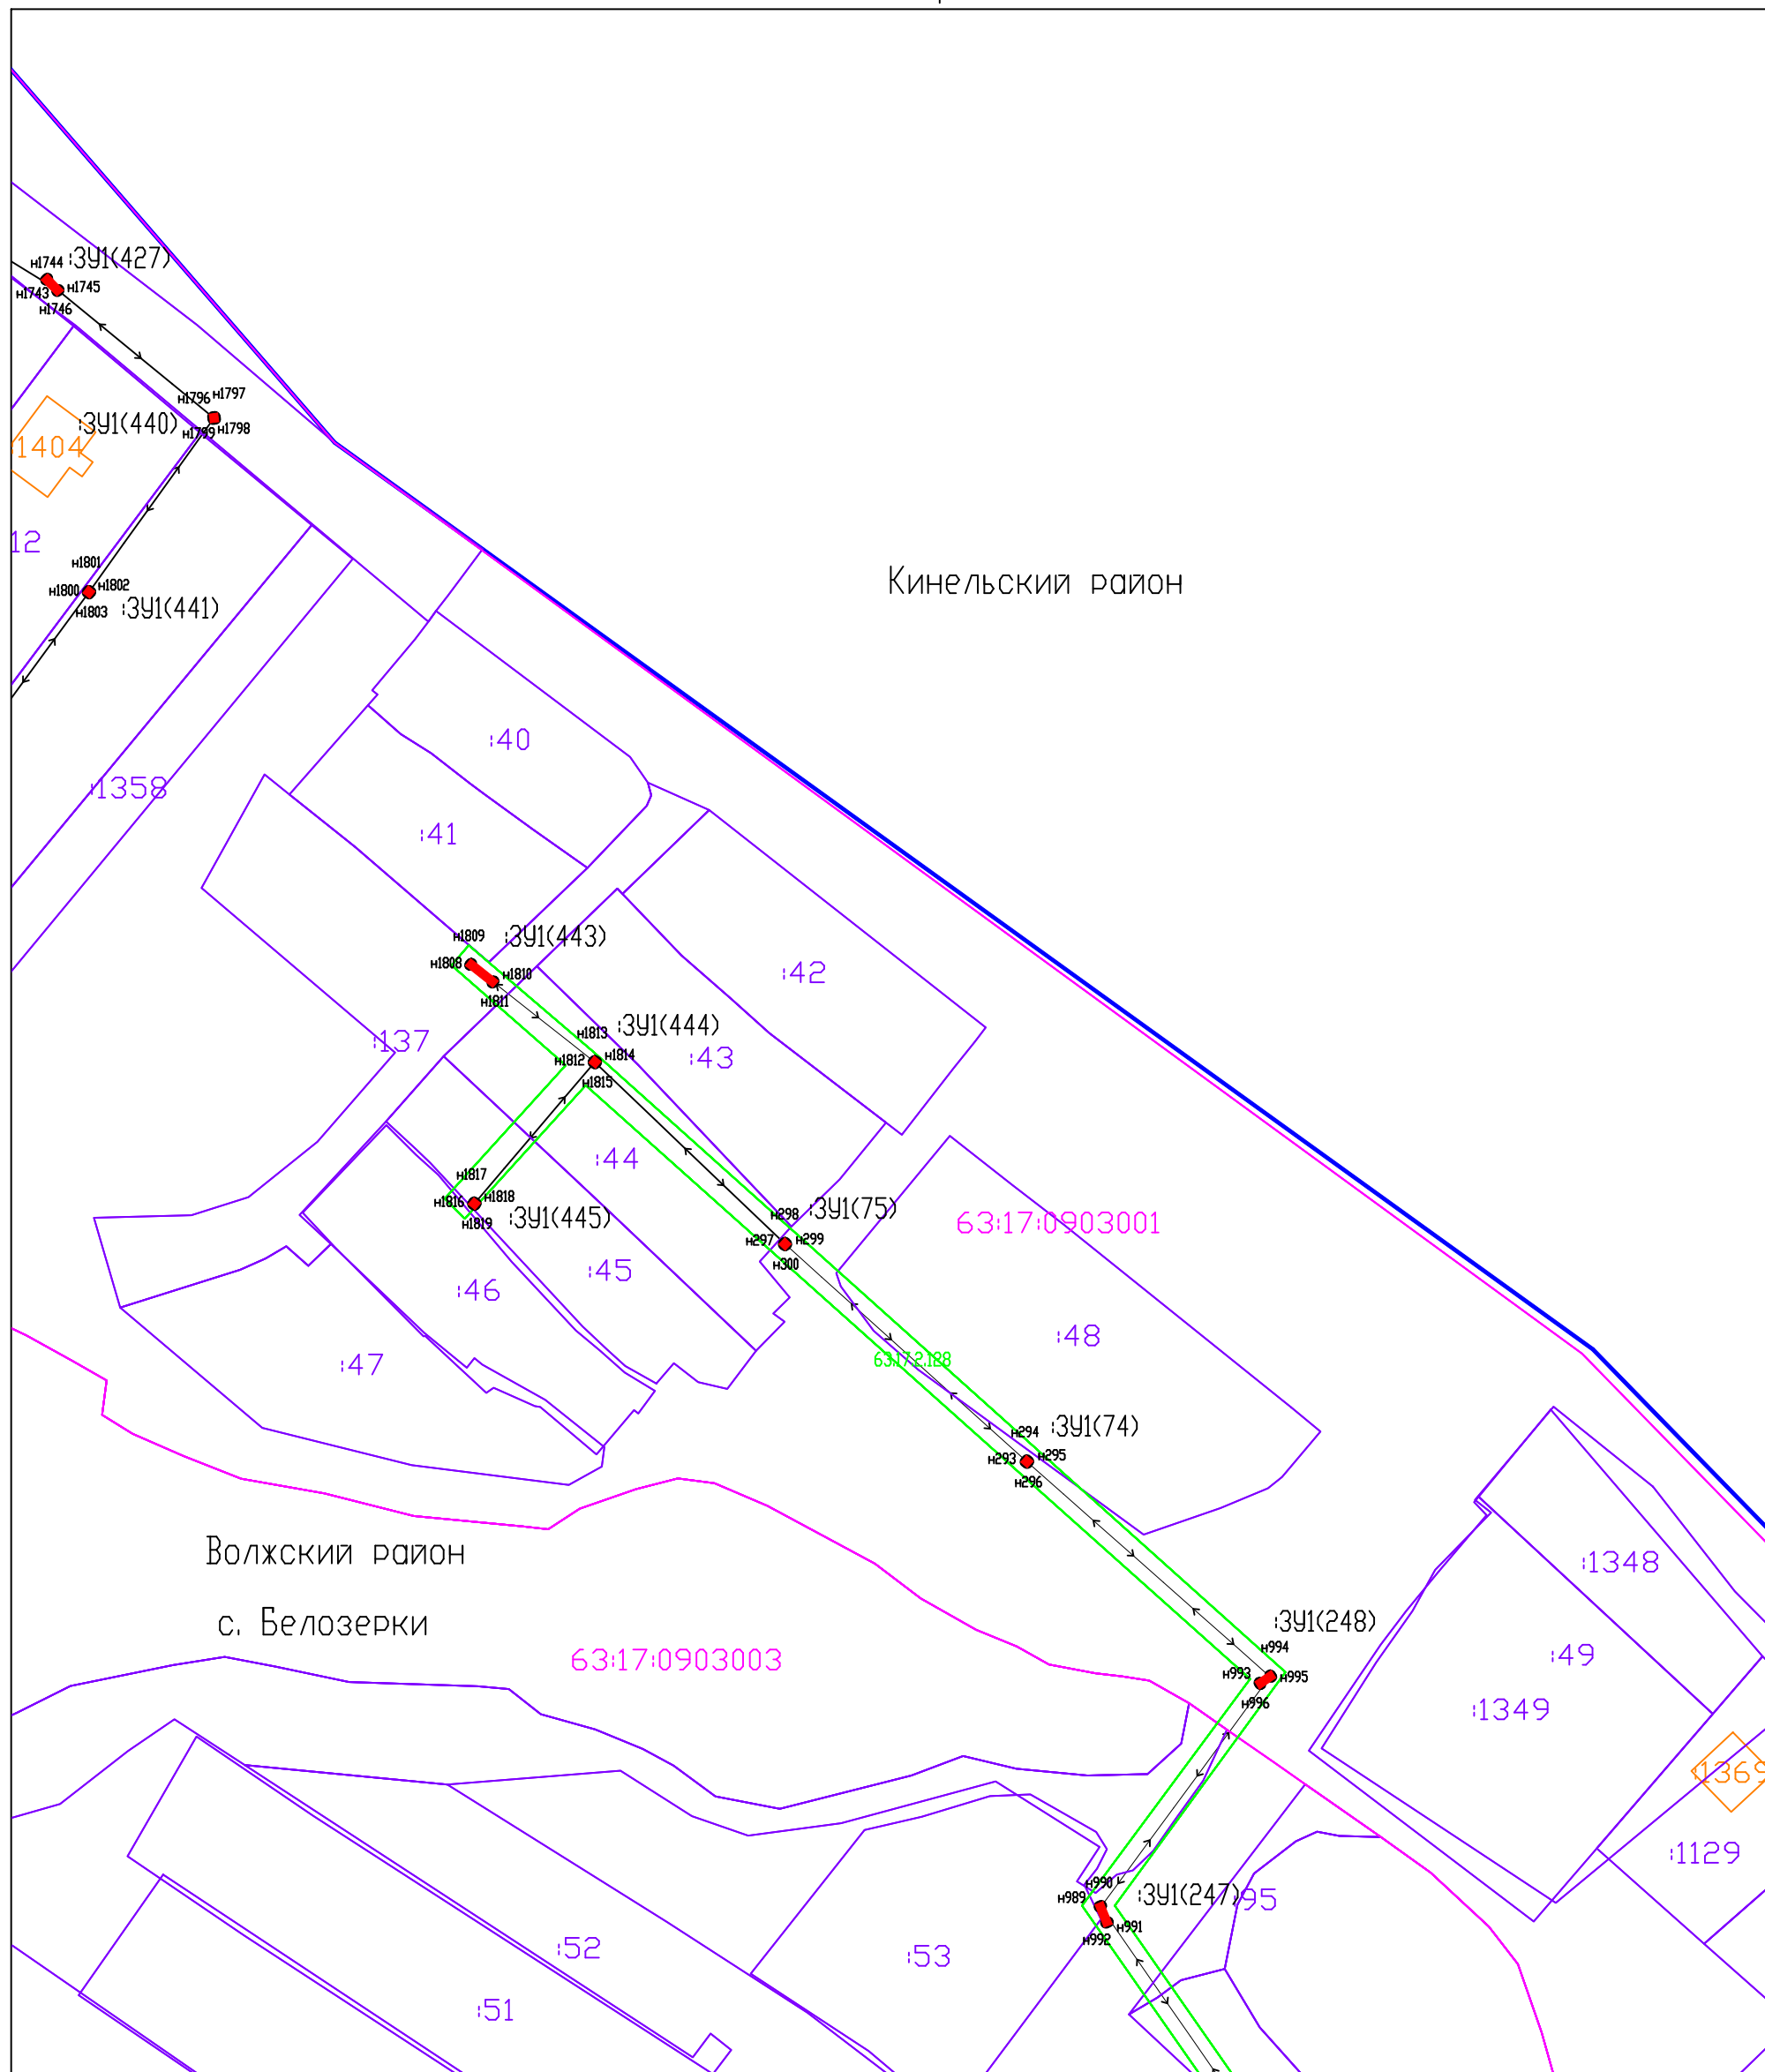 н1744 :ЗУ1(427)
н1743 н1745
н1746
н1796 н1797
:ЗУ1(440)
н1799 н1798
1404
12
н1801
н1800 н1802
н1803 :ЗУ1(441)
Кинельский район
:40
:1358
:41
н1809 :ЗУ1(443)
н1808 н1810
н1811
:42
:137
н1813 :ЗУ1(444)
н1812 н1814
н1815
:43
:44
н1817
н1816 н1818
н1819 :ЗУ1(445)
н298 :ЗУ1(75)
н297 н299
н300
63:17:0903001
:45
:46
:47
:48
63.17.2.128
н294 :ЗУ1(74)
н293 н295
н296
Волжский район
:1348
с. Белозерки
:ЗУ1(248)
63:17:0903003
н994
н993 н995
н996
:49
:1349
:1369
:1129
н990 :ЗУ1(247)
н989 н991
н992
:95
:52
:53
:51